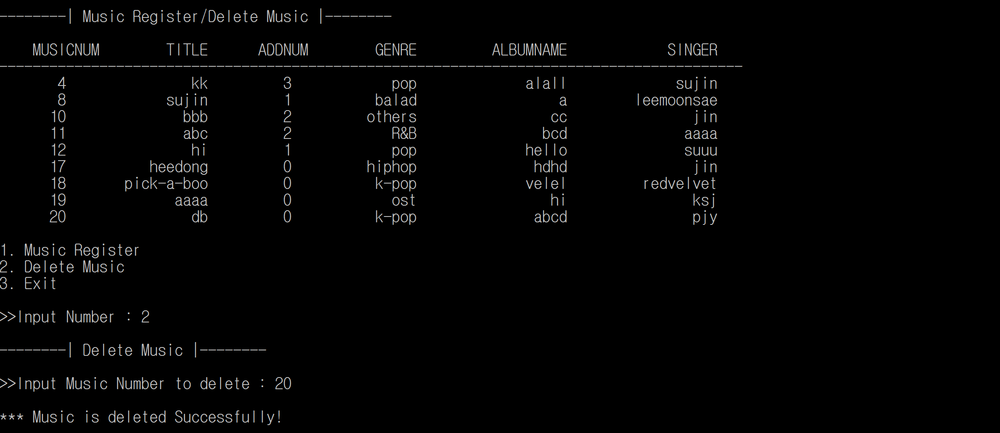 --------| Music Register/Delete Music |--------
MUSICNUM TITLE ADDNUM GENRE ALBUMNAME SINGER
-----------------------------------------------------------------------------------------
4 kk 3 pop alall sujin
8 sujin 1 balad a leemoonsae
10 bbb 2 others cc jin
11 abc 2 R&B bcd aaaa
12 hi 1 pop hello suuu
17 heedong 0 hiphop hdhd jin
18 pick-a-boo 0 k-pop velel redvelvet
19 aaaa 0 ost hi ksj
20 db 0 k-pop abcd pjy
1. Music Register
2. Delete Music
3. Exit
>>Input Number : 2
--------| Delete Music |--------
>>Input Music Number to delete : 20
*** Music is deleted Successfully!